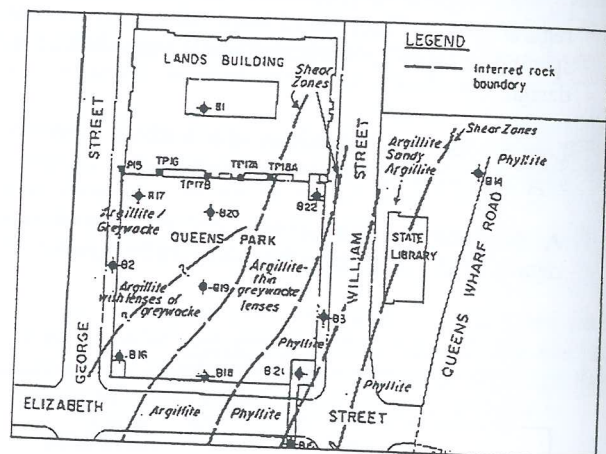 LEGEND
Inferred rock
boundary
LANDS BUILDING
Shear
Zones
B1
STREET
STREET
Argillite
Sandy
Argillite
Shear Zones
Phyllite
B14
TP16
TP17B
TP17A
TP18A
B17
B20
B22
Argillite/
Greywacke
QUEENS PARK
STATE
LIBRARY
QUEENS WHARF ROAD
WILLIAM
B2
Argillite
with lenses of
greywacke
B19
Argillite-
thin
greywacke
lenses
B3
Phyllite
GEORGE
B16
B18
B21
Phyllite
ELIZABETH
Argillite
Phyllite
STREET